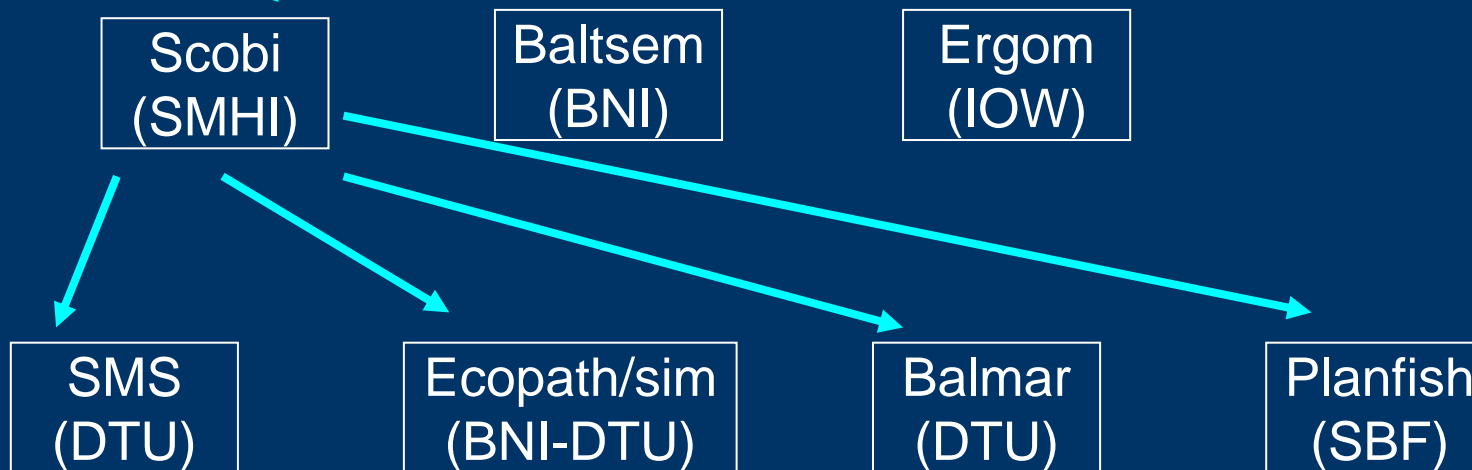 Scobi
(SMHI)
Baltsem
(BNI)
Ergom
(IOW)
SMS
(DTU)
Ecopath/sim
(BNI-DTU)
Balmar
(DTU)
Planfish
(SBF)